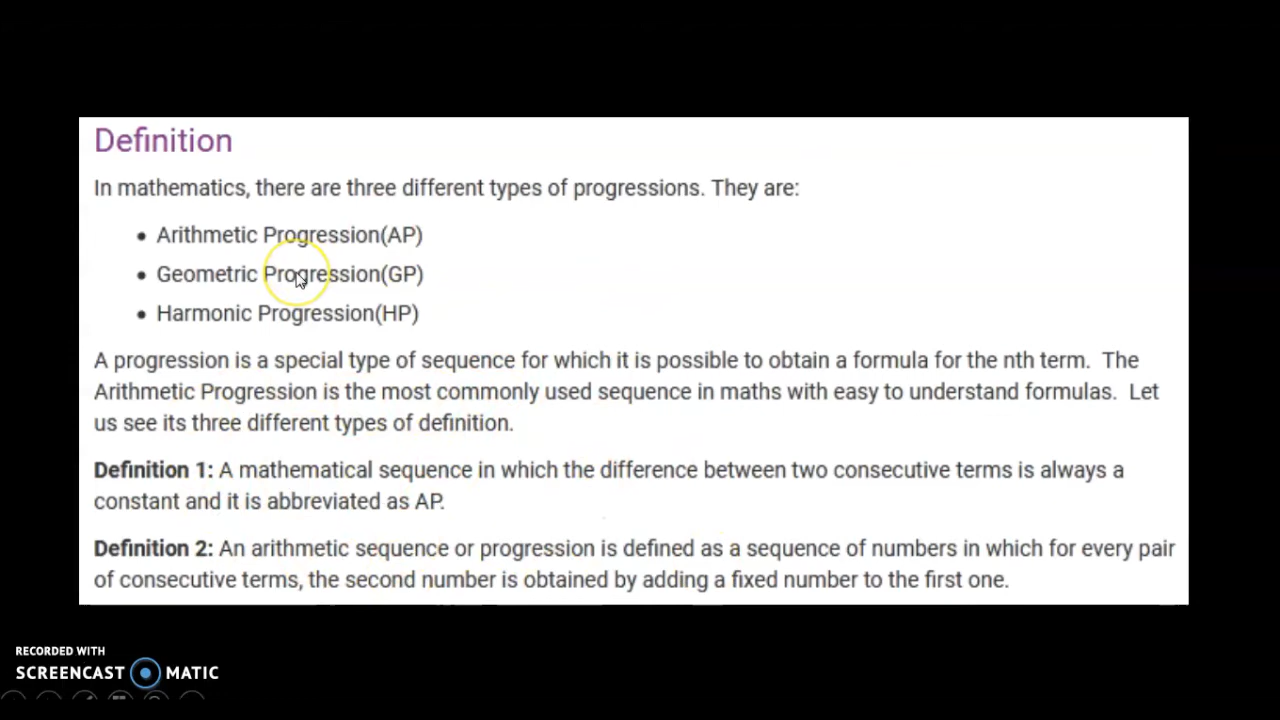 Definition
In mathematics, there are three different types of progressions. They are:
• Arithmetic Progression(AP)
• Geometric Progression(GP)
• Harmonic Progression(HP)
A progression is a special type of sequence for which it is possible to obtain a formula for the nth term. The
Arithmetic Progression is the most commonly used sequence in maths with easy to understand formulas. Let
us see its three different types of definition.
Definition 1: A mathematical sequence in which the difference between two consecutive terms is always a
constant and it is abbreviated as AP.
Definition 2: An arithmetic sequence or progression is defined as a sequence of numbers in which for every pair
of consecutive terms, the second number is obtained by adding a fixed number to the first one.
RECORDED WITH
SCREENCAST MATIC